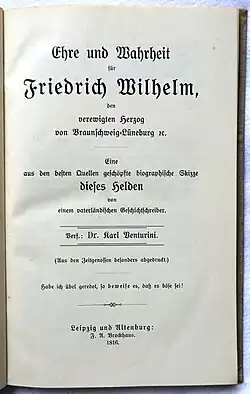 Ehre und Wahrheit
für
Friedrich Wilhelm,
den
verewigten Herzog
von Braunschweig-Lüneburg ꝛc.
Eine
aus den besten Quellen geschöpfte biographische Skizze
dieses Helden
von
einem vaterländischen Geschichtschreiber.
Verf.: Dr. Karl Venturini.
(Aus den Zeitgenossen besonders abgedruckt.)
Habe ich übel geredet, so beweise es, daß es böse sei!
Leipzig und Altenburg:
F. A. Brockhaus.
1816.